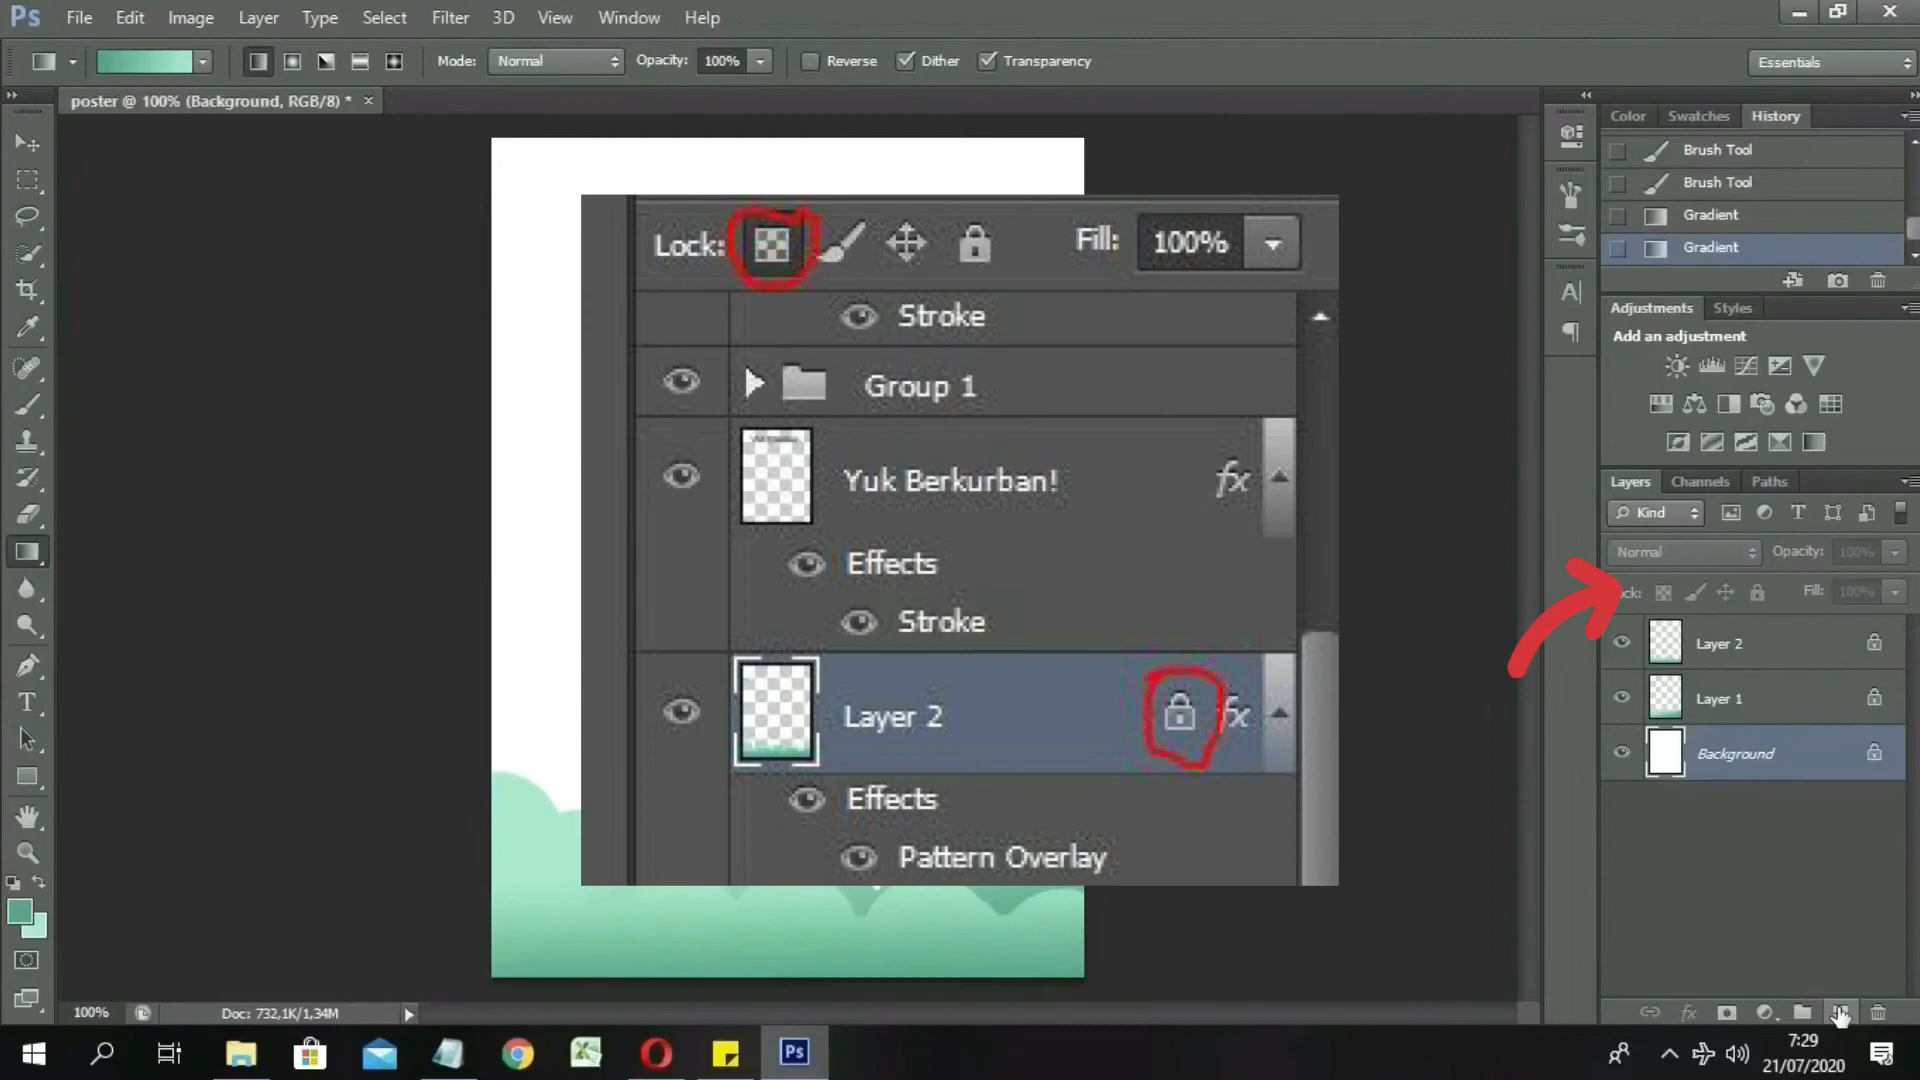 Ps File Edit Image Layer Type Select Filter 3D View Window Help
Mode: Normal Opacity: 100% Reverse Dither Transparency Essentials
poster @ 100% (Background, RGB/8) * ×
Color Swatches History
Brush Tool
Brush Tool
Gradient
Gradient
Adjustments Styles
Add an adjustment
Layers Channels Paths
Kind
Normal Opacity: 100%
Fill: 100%
Layer 2
Layer 1
Background
Lock: Fill: 100%
Stroke
Group 1
Yuk Berkurban! fx
Effects
Stroke
Layer 2 fx
Effects
Pattern Overlay
100% Doc: 732,1K/1,34M
fx
Ps
7:29
21/07/2020